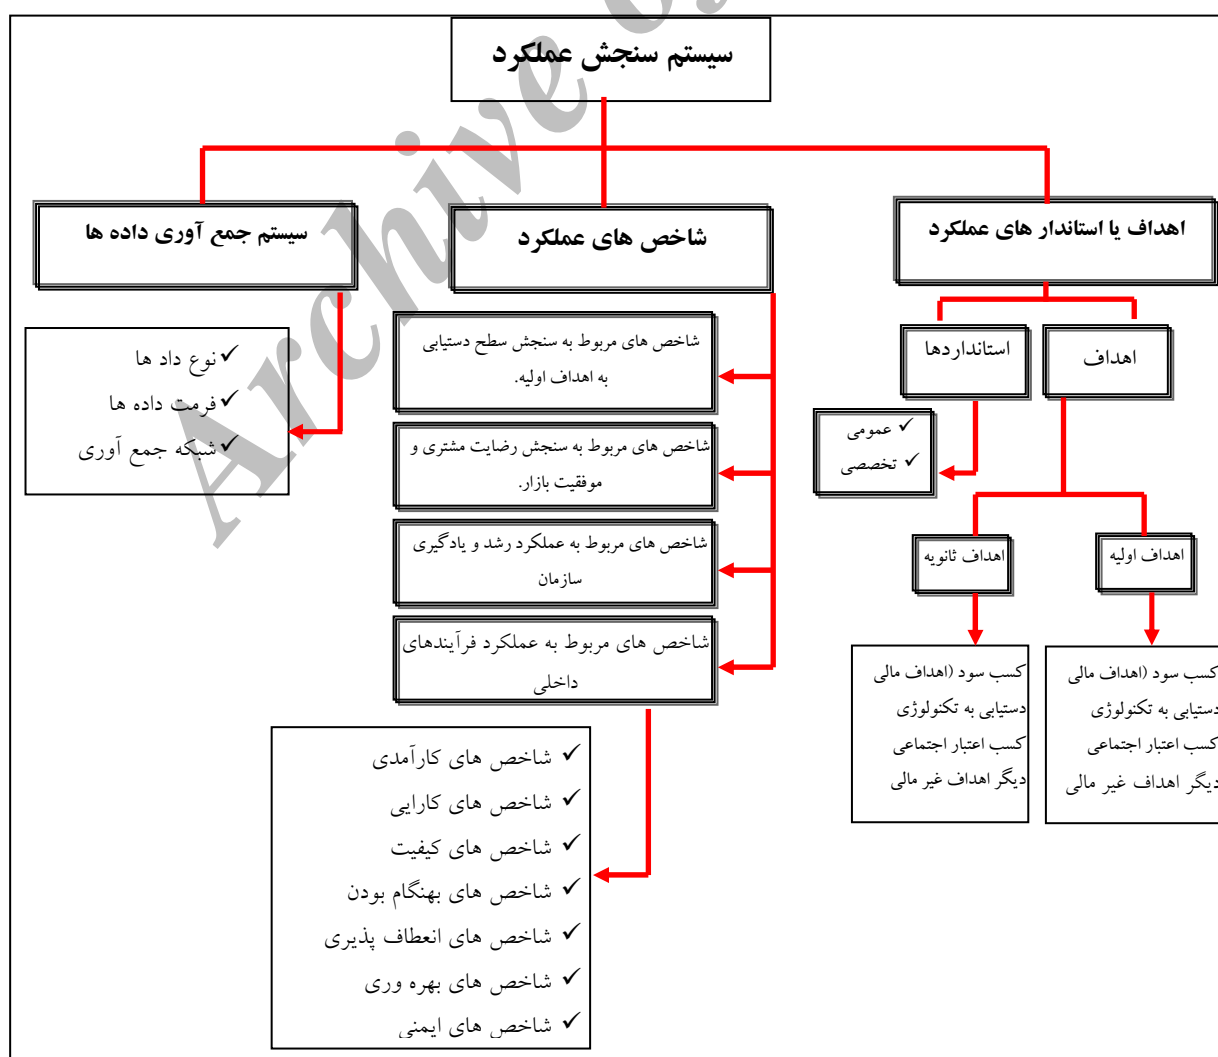 سیستم سنجش عملکرد
اهداف یا استاندار های عملکرد
شاخص های عملکرد
سیستم جمع آوری داده ها
اهداف
استانداردها
✓ عمومی
✓ تخصصی
اهداف اولیه
اهداف ثانویه
کسب سود (اهداف مالی
دستیابی به تکنولوژی
کسب اعتبار اجتماعی
دیگر اهداف غیر مالی
کسب سود (اهداف مالی
دستیابی به تکنولوژی
کسب اعتبار اجتماعی
دیگر اهداف غیر مالی
شاخص های مربوط به سنجش سطح دستیابی
به اهداف اولیه.
شاخص های مربوط به سنجش رضایت مشتری و
موفقیت بازار.
شاخص های مربوط به عملکرد رشد و یادگیری
سازمان
شاخص های مربوط به عملکرد فرآیندهای
داخلی
✓ شاخص های کارآمدی
✓ شاخص های کارایی
✓ شاخص های کیفیت
✓ شاخص های بهنگام بودن
✓ شاخص های انعطاف پذیری
✓ شاخص های بهره وری
✓ شاخص های ایمنی
✓ نوع داد ها
✓ فرمت داده ها
✓ شبکه جمع آوری
Archive of